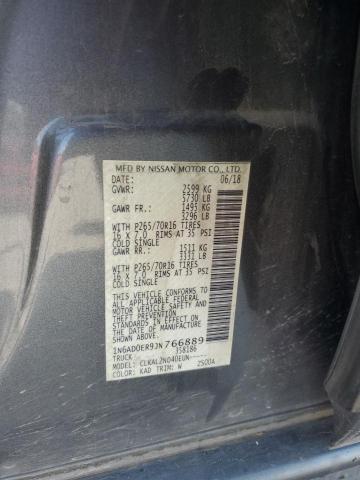 MFD BY NISSAN MOTOR CO., LTD.
DATE: 06/18
GVWR: 2599 KG
5730 LB
GAWR FR.: 1495 KG
3296 LB
WITH P265/70R16 TIRES
16 X 7.0 RIMS AT 35 PSI
COLD SINGLE
GAWR RR.: 1511 KG
3331 LB
WITH P265/70R16 TIRES
16 X 7.0 RIMS AT 35 PSI
COLD SINGLE
THIS VEHICLE CONFORMS TO ALL
APPLICABLE FEDERAL MOTOR
VEHICLE SAFETY AND THEFT
PREVENTION STANDARDS IN
EFFECT ON THE DATE OF
MANUFACTURE SHOWN ABOVE.
1N6AD0ER9JN766889
TRUCK 358186
MODEL: CLKALZN040EUN-----
COLOR: KAD TRIM: W 2500A